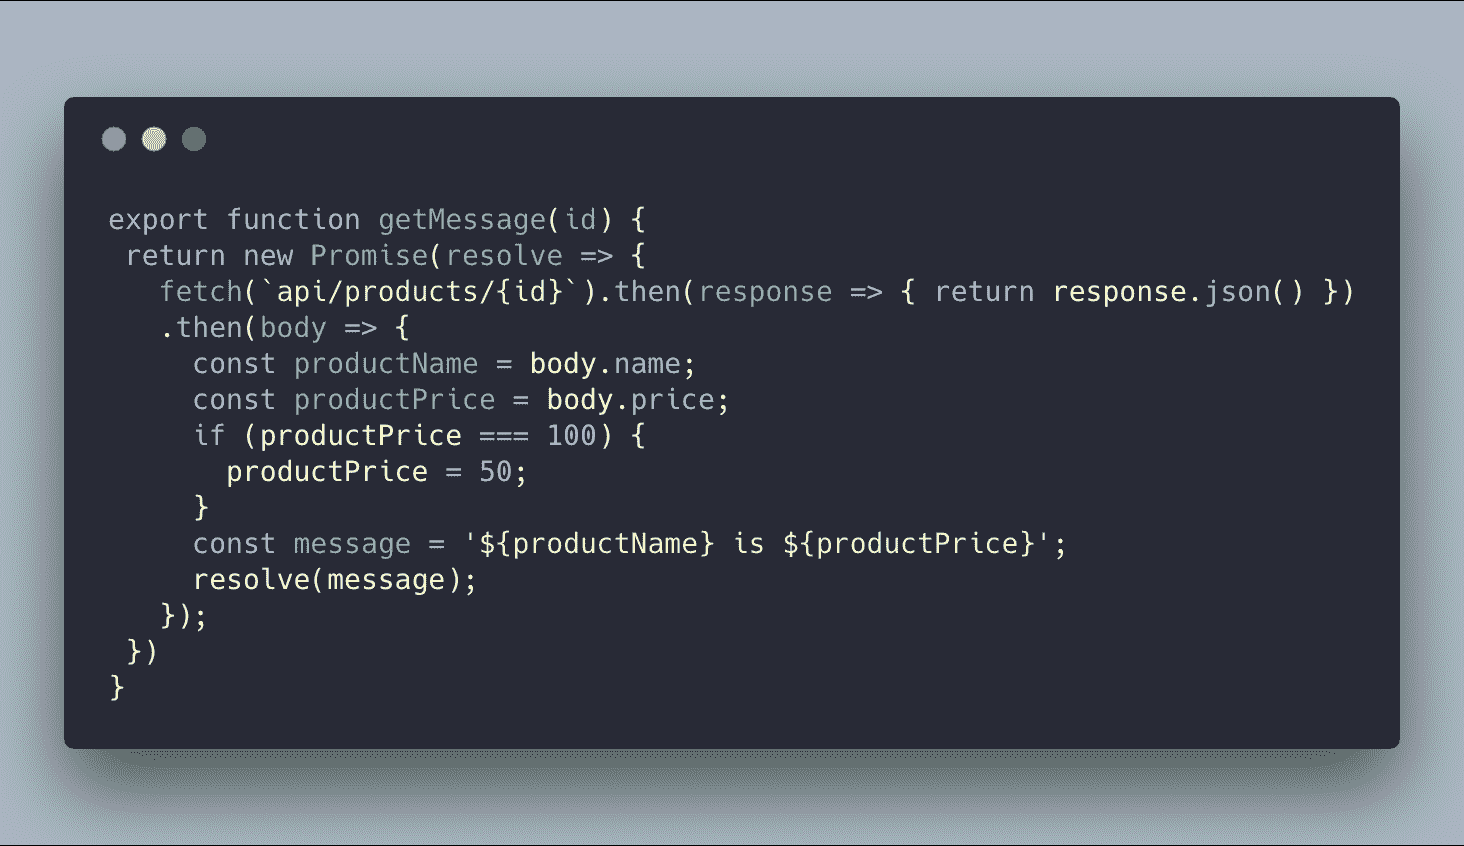 export function getMessage(id) {
return new Promise(resolve => {
fetch(`api/products/{id}`).then(response => { return response.json() })
.then(body => {
const productName = body.name;
const productPrice = body.price;
if (productPrice === 100) {
productPrice = 50;
}
const message = '${productName} is ${productPrice}';
resolve(message);
});
})
}